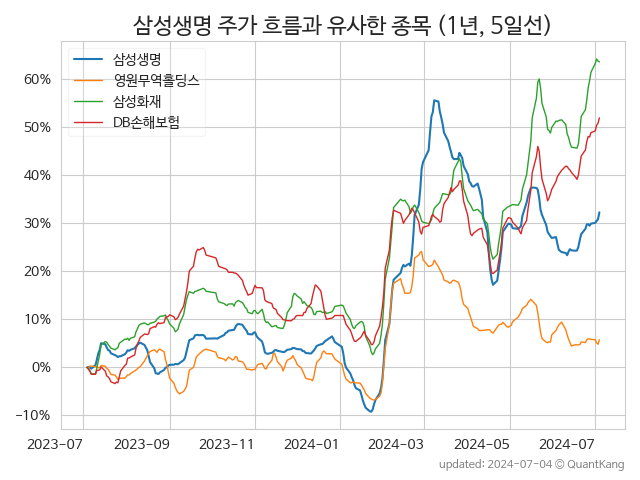 삼성생명 주가 흐름과 유사한 종목 (1년, 5일선)
삼성생명
영원무역홀딩스
삼성화재
DB손해보험
60%
50%
40%
30%
20%
10%
0%
−10%
2023-07 2023-09 2023-11 2024-01 2024-03 2024-05 2024-07
updated: 2024-07-04 © QuantKang